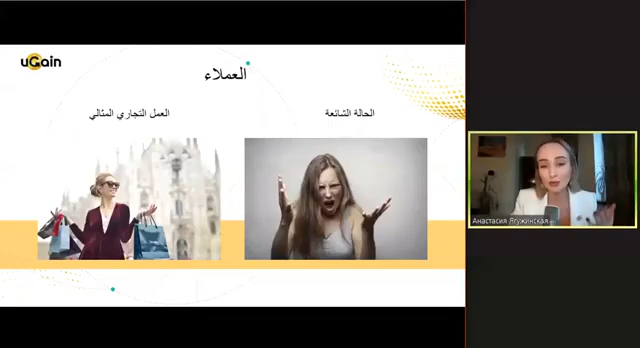 uGain
العملاء
الحالة الشائعة
العمل التجاري المثالي
Анастасия Ягужинская